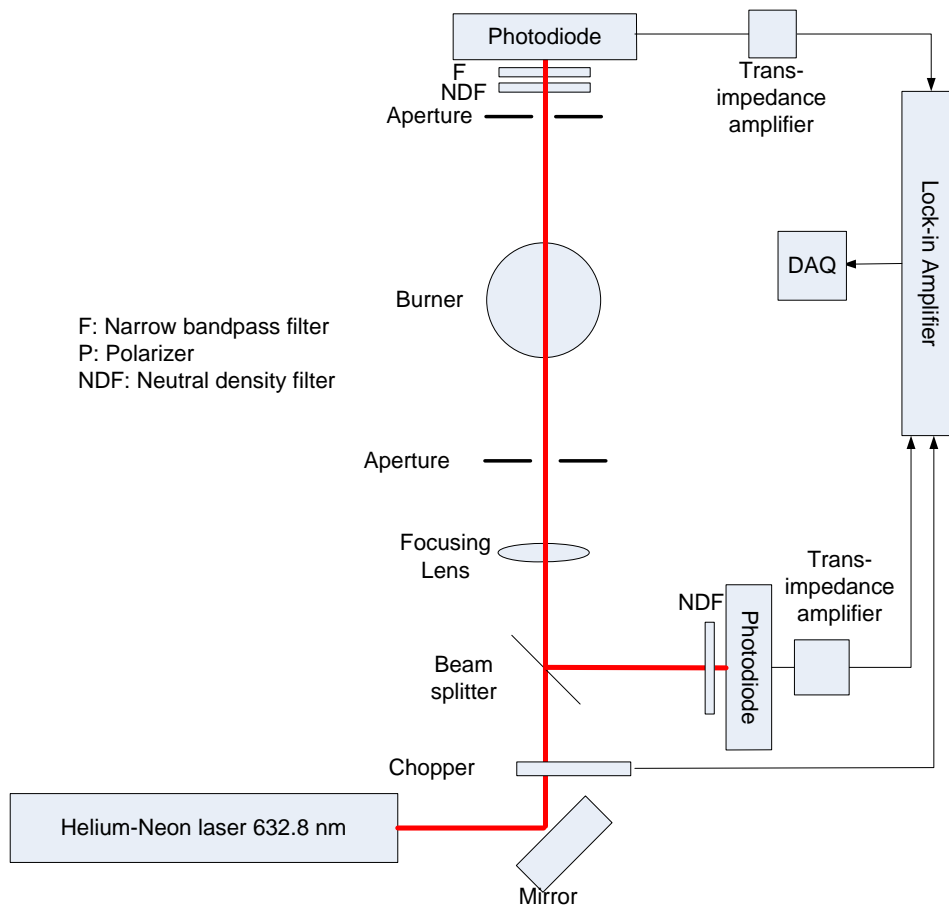 Photodiode
F
NDF
Trans-
impedance
amplifier
Aperture
Lock-in Amplifier
DAQ
Burner
F: Narrow bandpass filter
P: Polarizer
NDF: Neutral density filter
Aperture
Focusing
Lens
Trans-
impedance
amplifier
NDF
Photodiode
Beam
splitter
Chopper
Helium-Neon laser 632.8 nm
Mirror